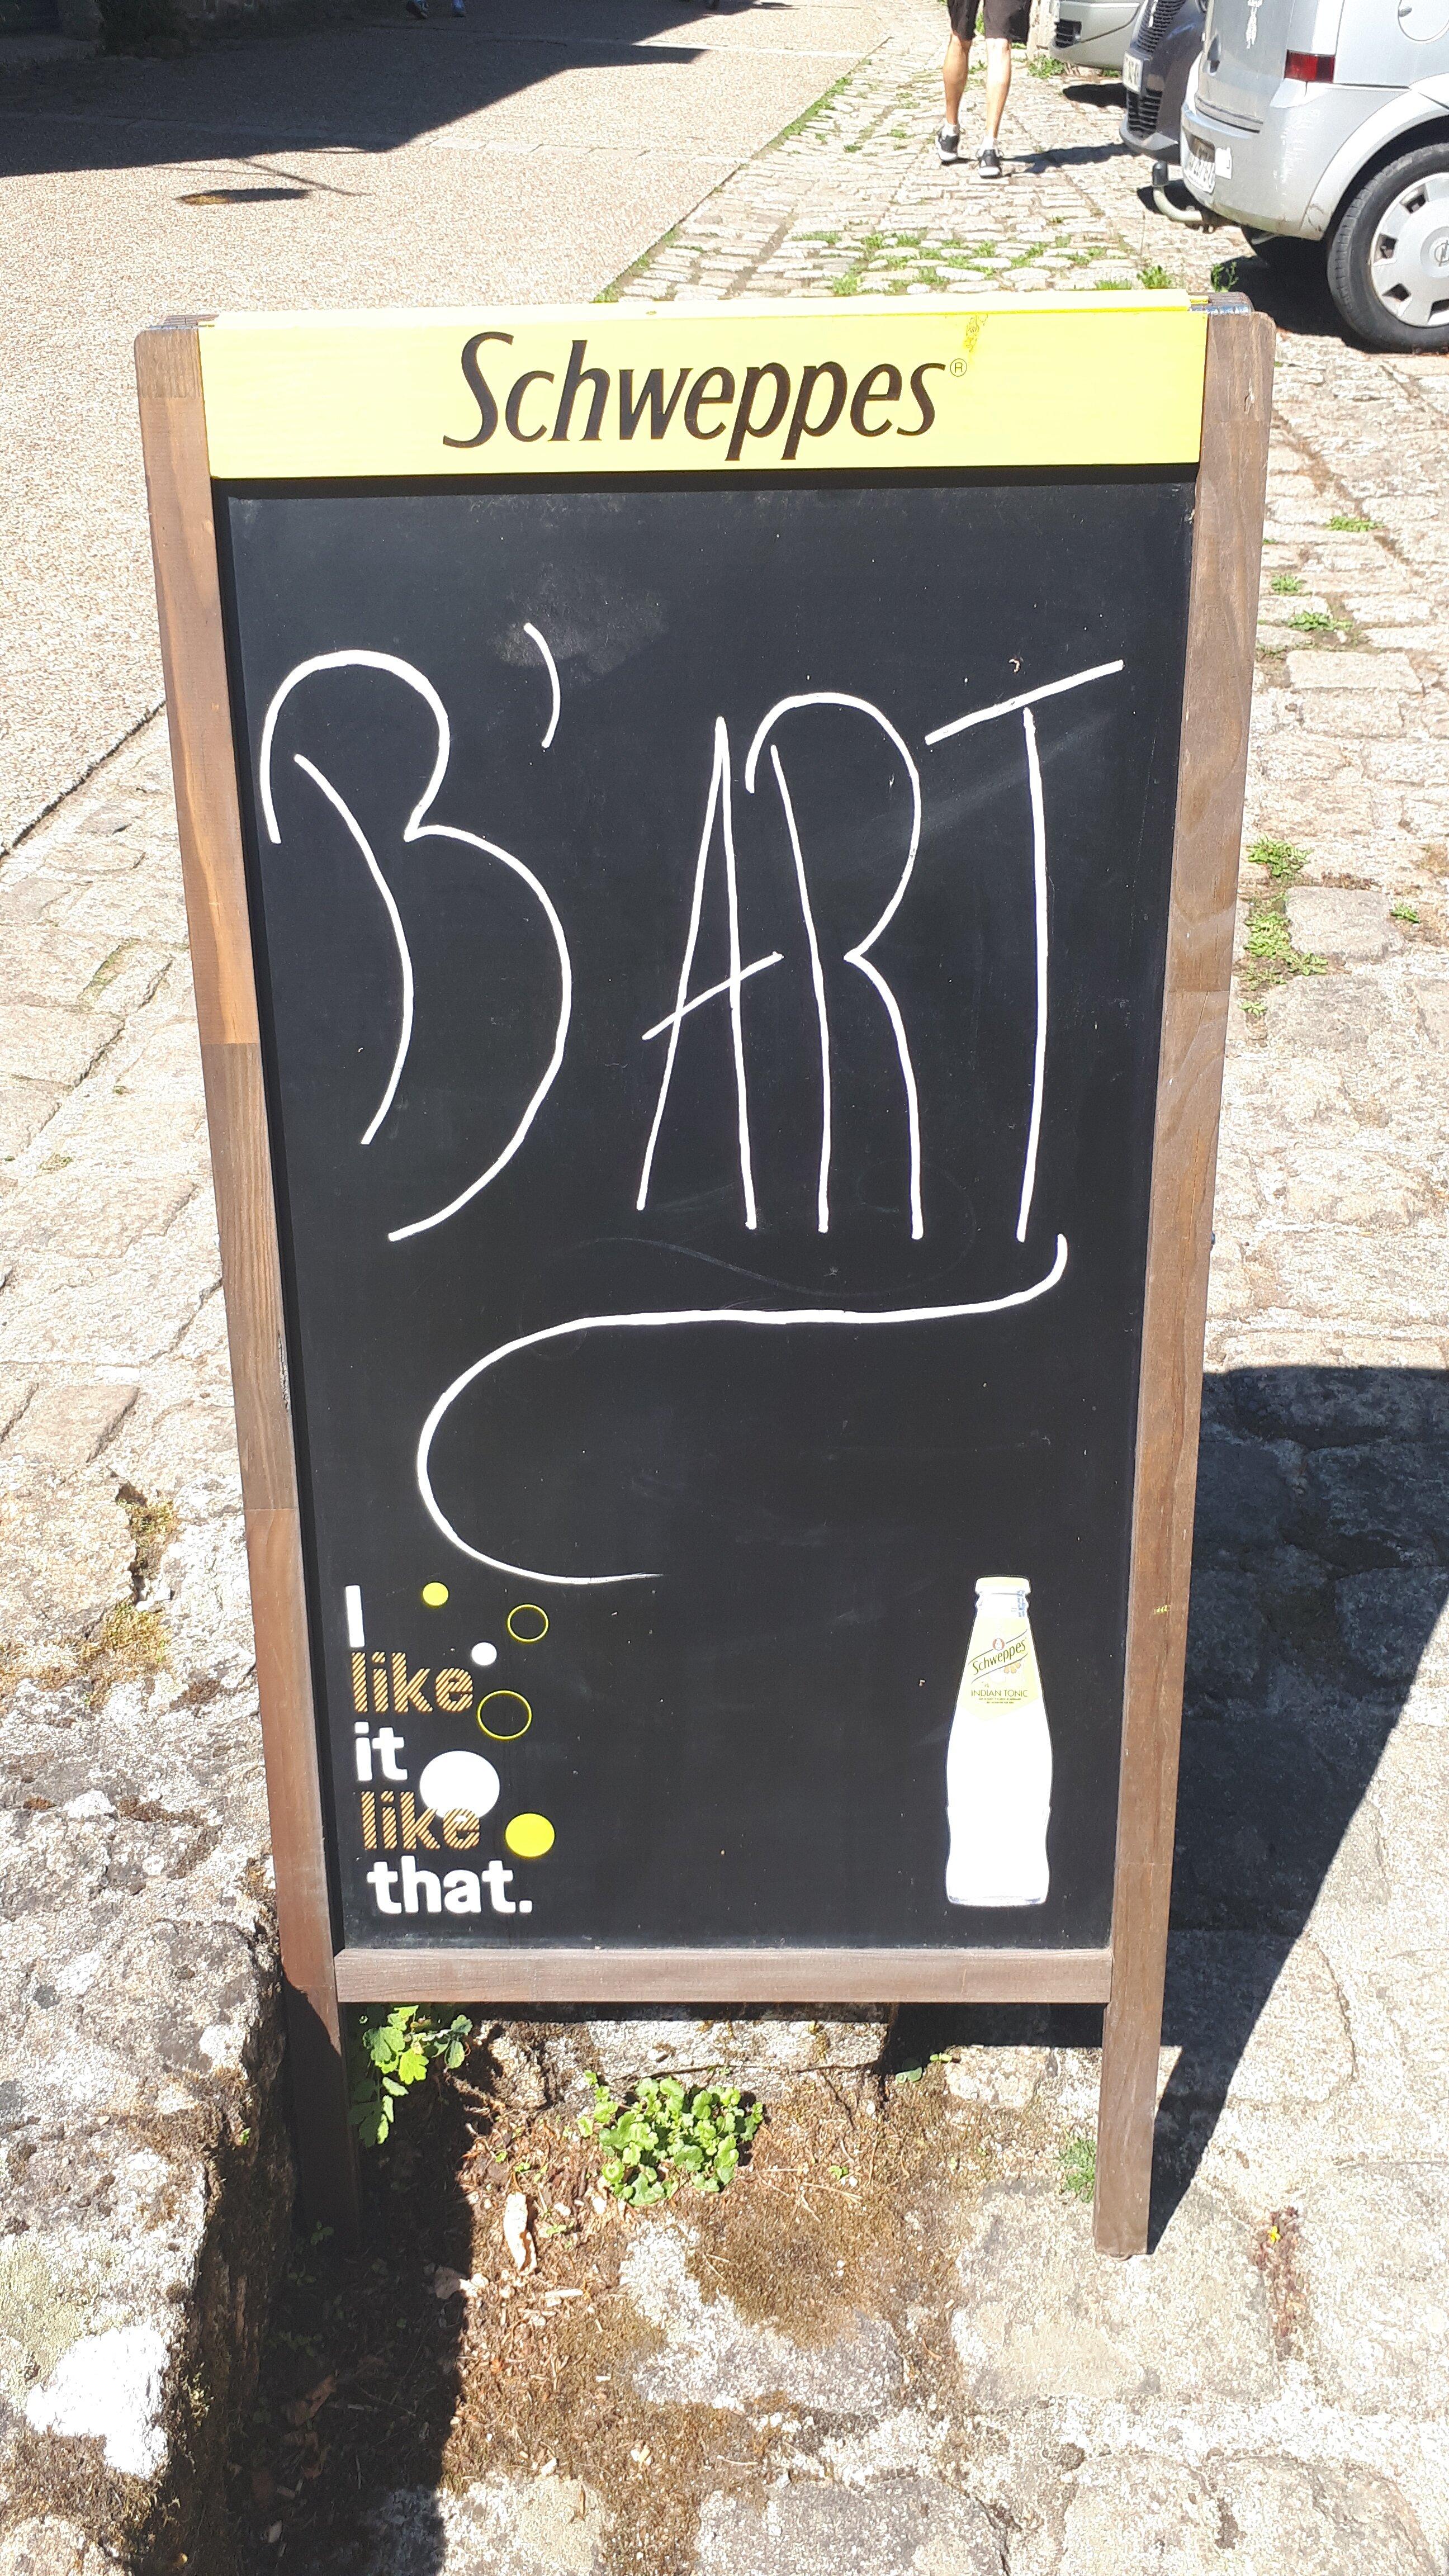 Schweppes®
B'ART
I
like
it
like
that.
Schweppes
INDIAN TONIC